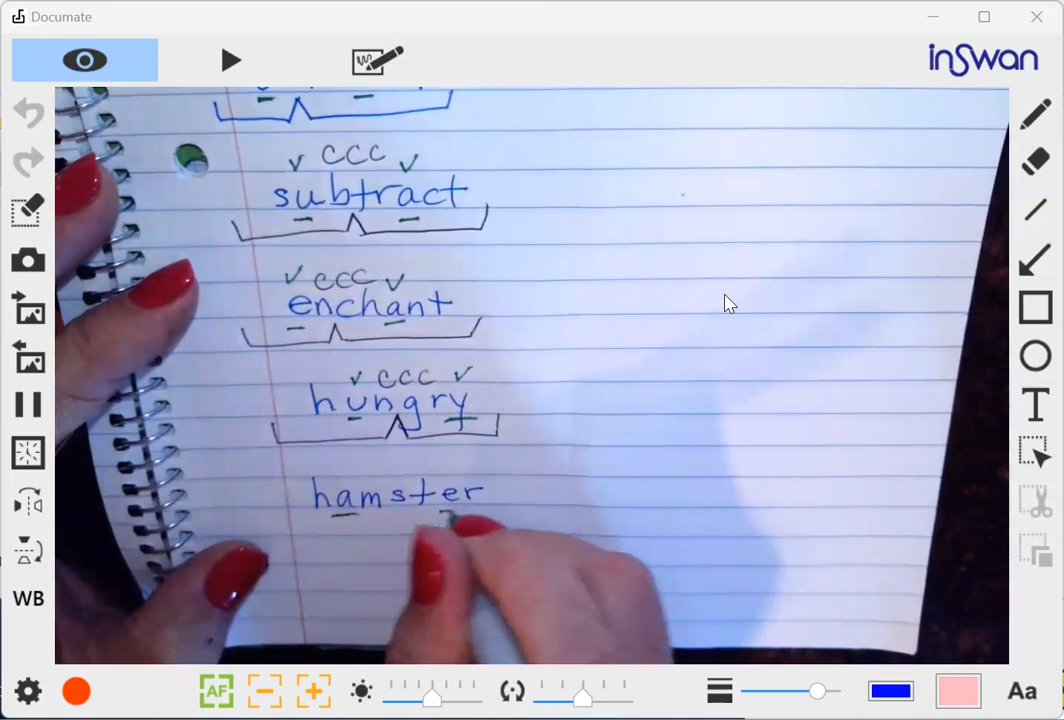 Documate
inswan
✓ ccc ✓
subtract
✓ ccc ✓
enchant
✓ ccc ✓
hungry
hamster
WB
T
AF
Aa